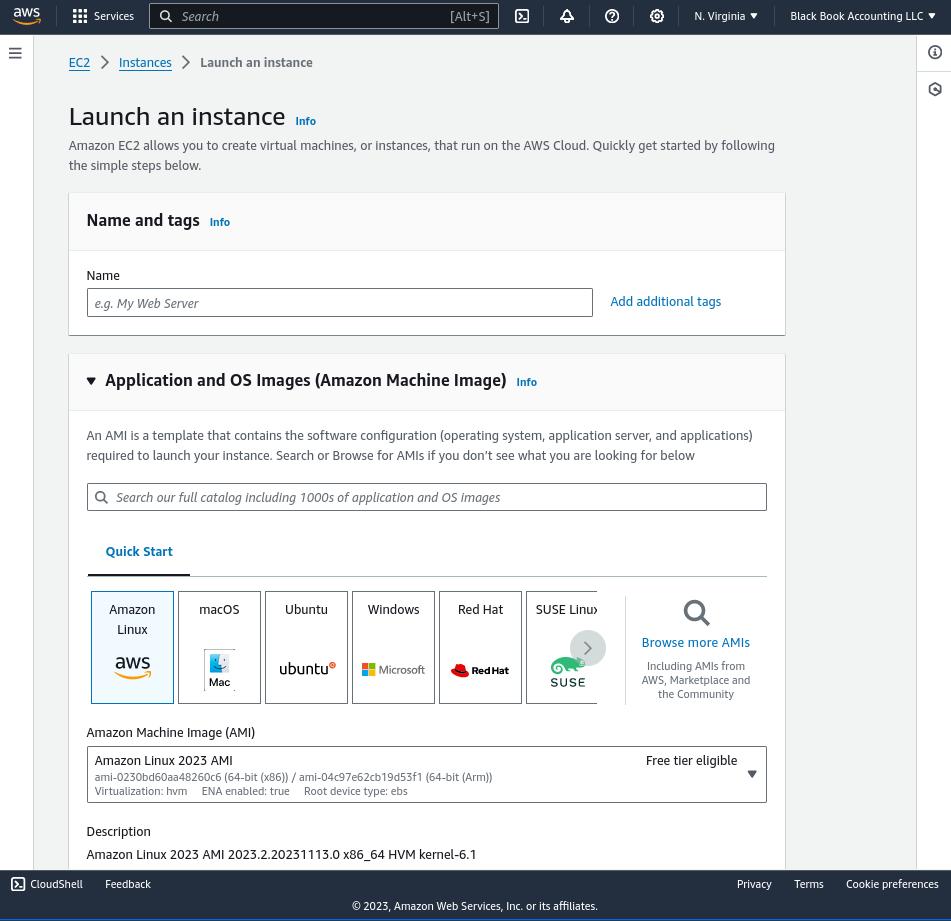 aws
Services
Search
[Alt+S]
N. Virginia
Black Book Accounting LLC
EC2
Instances
Launch an instance
Launch an instance
Info
Amazon EC2 allows you to create virtual machines, or instances, that run on the AWS Cloud. Quickly get started by following
the simple steps below.
Name and tags
Info
Name
e.g. My Web Server
Add additional tags
Application and OS Images (Amazon Machine Image)
Info
An AMI is a template that contains the software configuration (operating system, application server, and applications)
required to launch your instance. Search or Browse for AMIs if you don't see what you are looking for below
Search our full catalog including 1000s of application and OS images
Quick Start
Amazon
Linux
aws
macOS
Mac
Ubuntu
ubuntu
Windows
Microsoft
Red Hat
Red Hat
SUSE Linux
SUSE
Browse more AMIs
Including AMIs from
AWS, Marketplace and
the Community
Amazon Machine Image (AMI)
Amazon Linux 2023 AMI
Free tier eligible
ami-0230bd60aa48260c6 (64-bit (x86)) / ami-04c97e62cb19d53f1 (64-bit (Arm))
Virtualization: hvm ENA enabled: true Root device type: ebs
Description
Amazon Linux 2023 AMI 2023.2.20231113.0 x86_64 HVM kernel-6.1
CloudShell
Feedback
Privacy
Terms
Cookie preferences
© 2023, Amazon Web Services, Inc. or its affiliates.